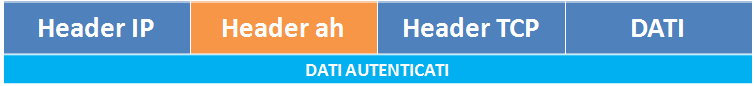 Header IP Header ah Header TCP DATI
DATI AUTENTICATI